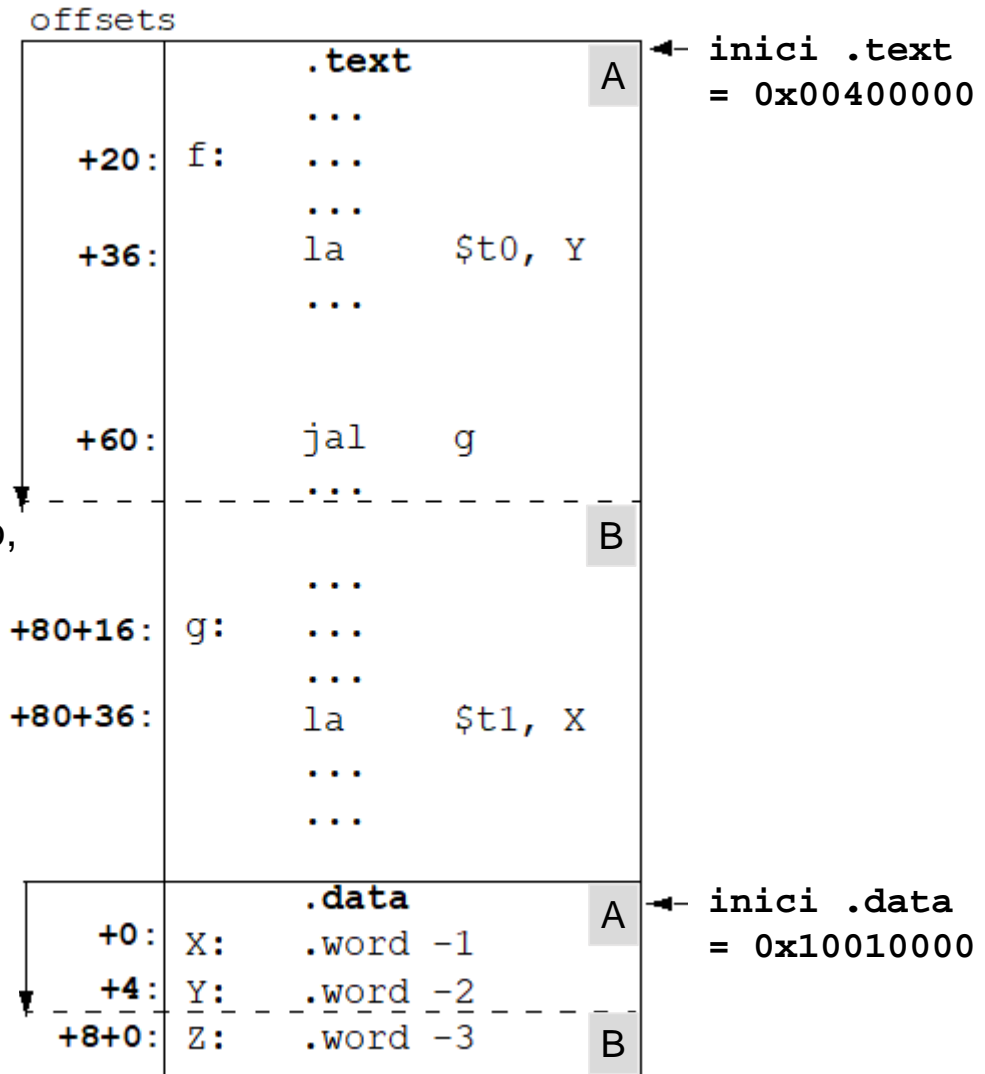 offsets
.text A inici .text
= 0x00400000
...
+20: f: ...
...
+36: la $t0, Y
...
+60: jal g
...
B
,
...
+80+16: g: ...
...
+80+36: la $t1, X
...
...
.data A inici .data
+0: X: .word -1 = 0x10010000
+4: Y: .word -2
+8+0: Z: .word -3 B